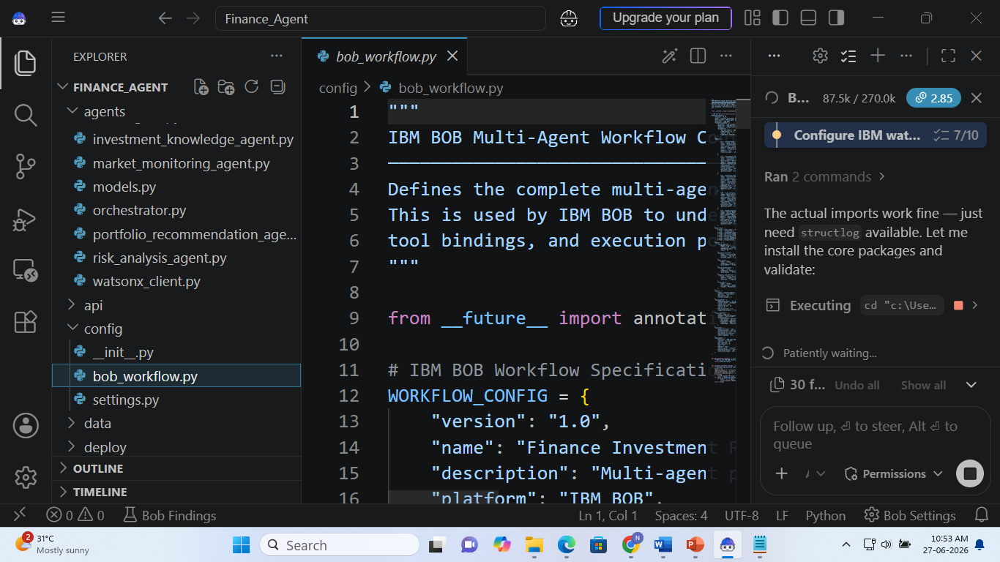 Finance_Agent
Upgrade your plan
EXPLORER
FINANCE_AGENT
agents
investment_knowledge_agent.py
market_monitoring_agent.py
models.py
orchestrator.py
portfolio_recommendation_age...
risk_analysis_agent.py
watsonx_client.py
api
config
__init__.py
bob_workflow.py
settings.py
data
deploy
OUTLINE
TIMELINE
bob_workflow.py
config > bob_workflow.py
1 """
2 IBM BOB Multi-Agent Workflow Co
3
4 Defines the complete multi-agen
5 This is used by IBM BOB to unde
6 tool bindings, and execution po
7 """
8
9 from __future__ import annotati
10
11 # IBM BOB Workflow Specificati
12 WORKFLOW_CONFIG = {
13 "version": "1.0",
14 "name": "Finance Investment R
15 "description": "Multi-agent p
16 "platform": "IBM BOB",
B... 87.5k / 270.0k 2.85
Configure IBM wat... 7/10
Ran 2 commands >
The actual imports work fine — just
need structlog available. Let me
install the core packages and
validate:
Executing cd "c:\Use…
Patiently waiting...
30 f... Undo all Show all
Follow up, ⏎ to steer, Alt ⏎ to
queue
Permissions
0 0 Bob Findings
Ln 1, Col 1 Spaces: 4 UTF-8 LF Python Bob Settings
2
31°C
Mostly sunny
Search
N
10:53 AM
27-06-2026